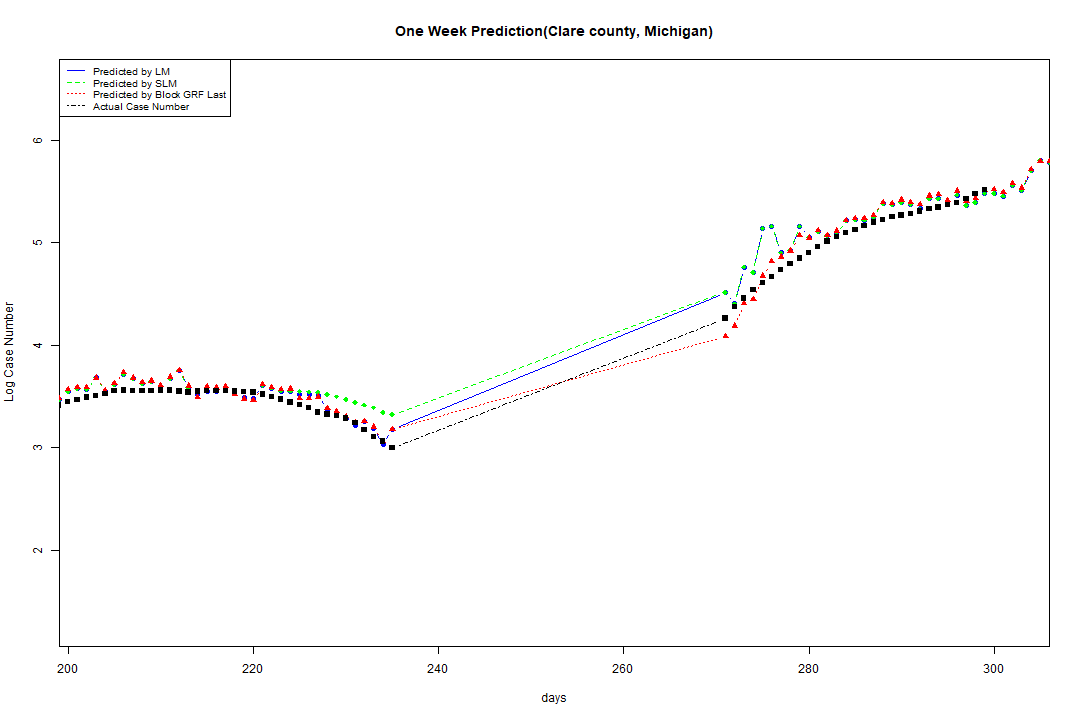 One Week Prediction(Clare county, Michigan)
Predicted by LM
Predicted by SLM
Predicted by Block GRF Last
Actual Case Number
6
5
4
3
2
Log Case Number
200 220 240 260 280 300
days